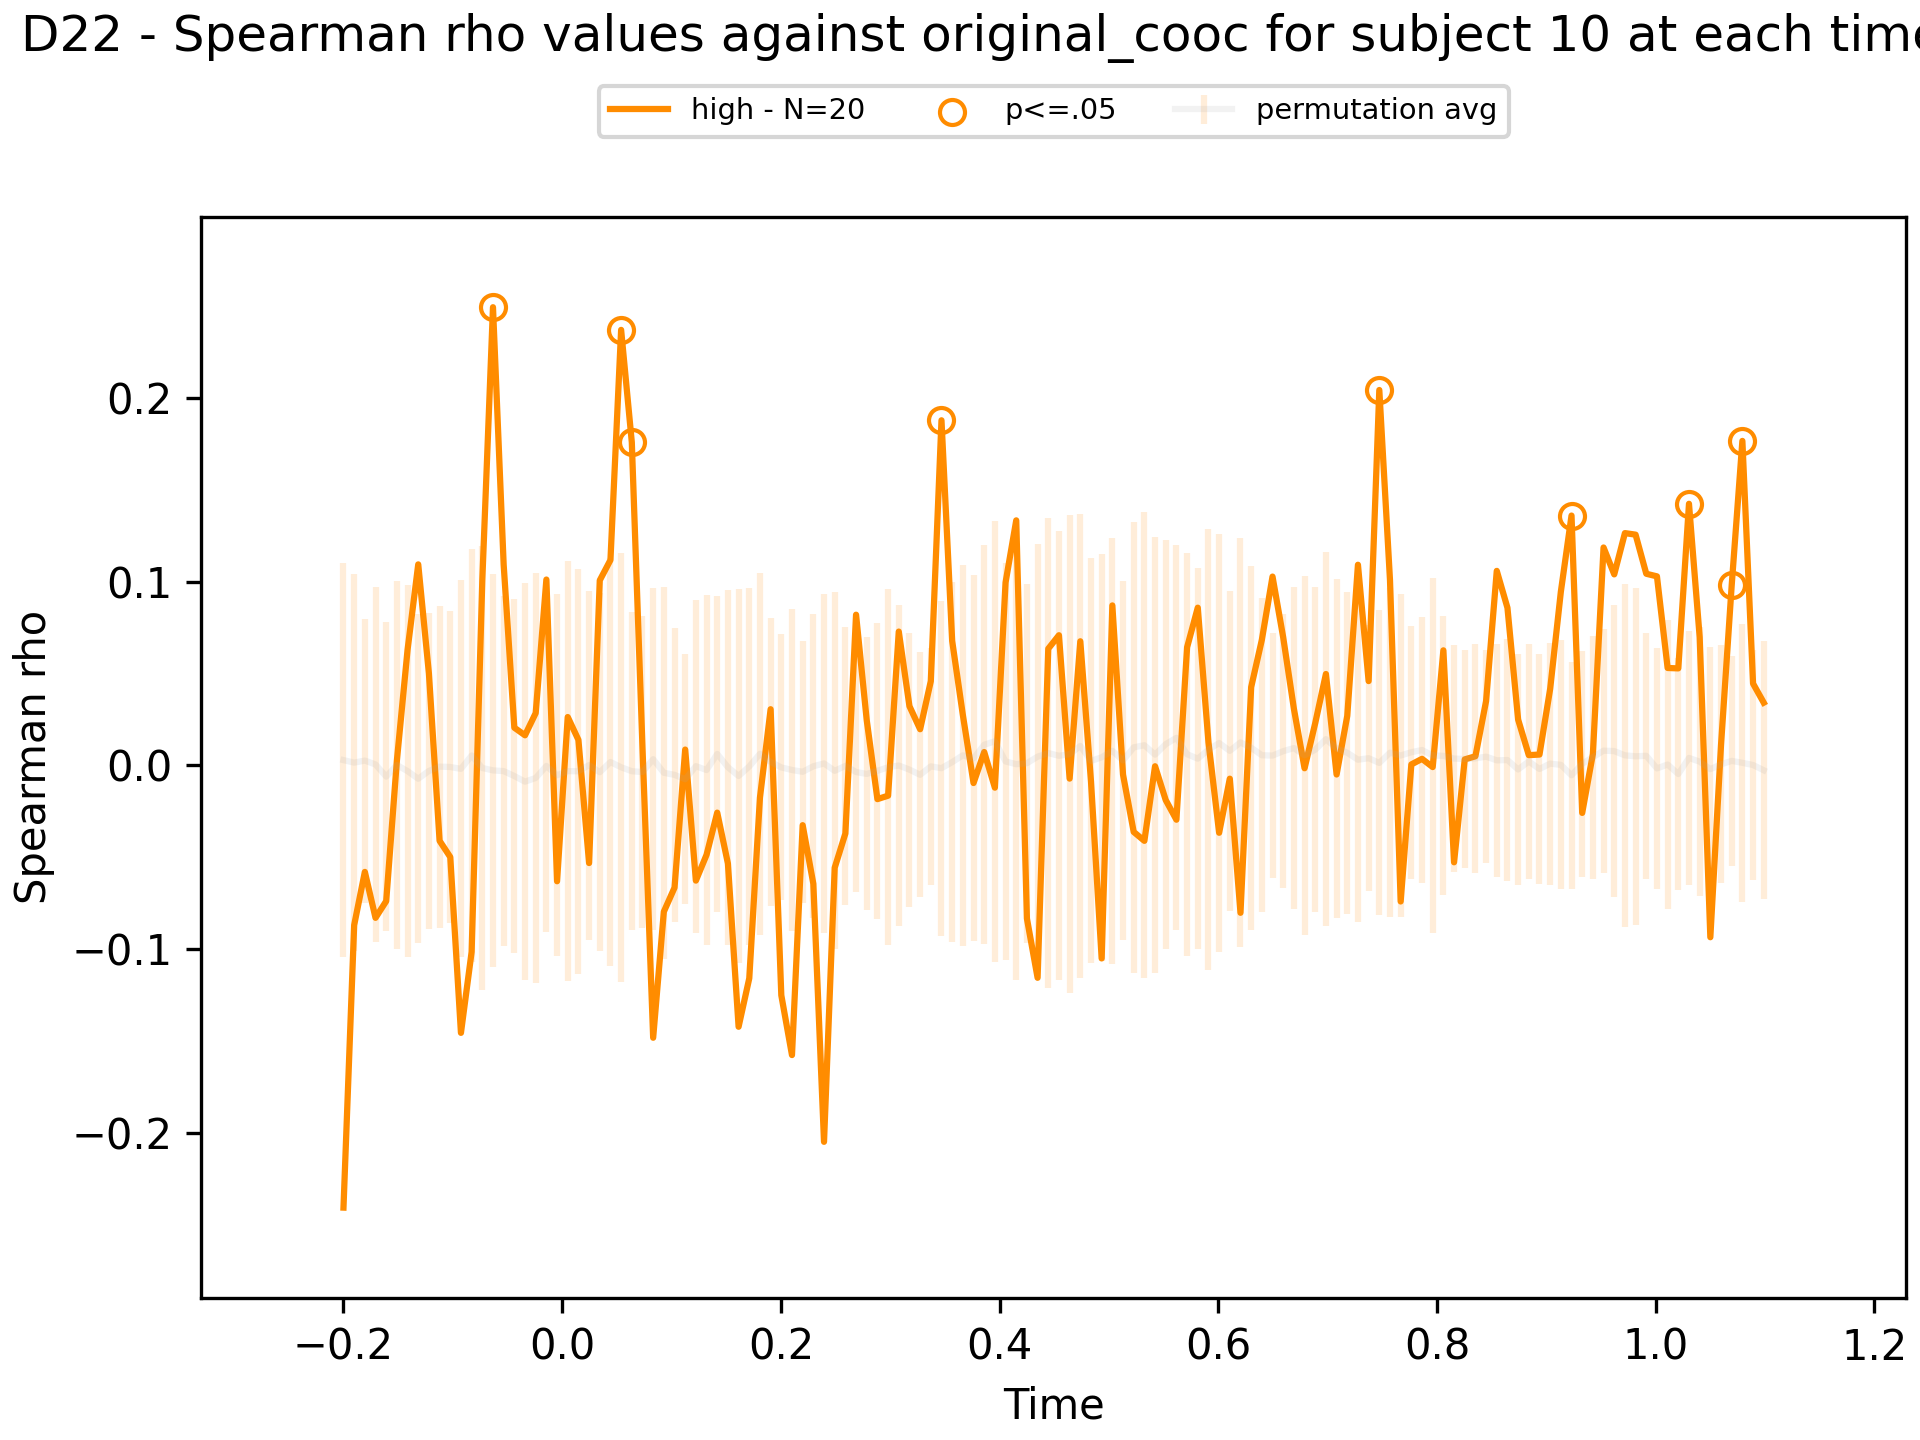 D22 - Spearman rho values against original_cooc for subject 10 at each time
high - N=20
p<=.05
permutation avg
Spearman rho
0.2
0.1
0.0
−0.1
−0.2
−0.2 0.0 0.2 0.4 0.6 0.8 1.0 1.2
Time